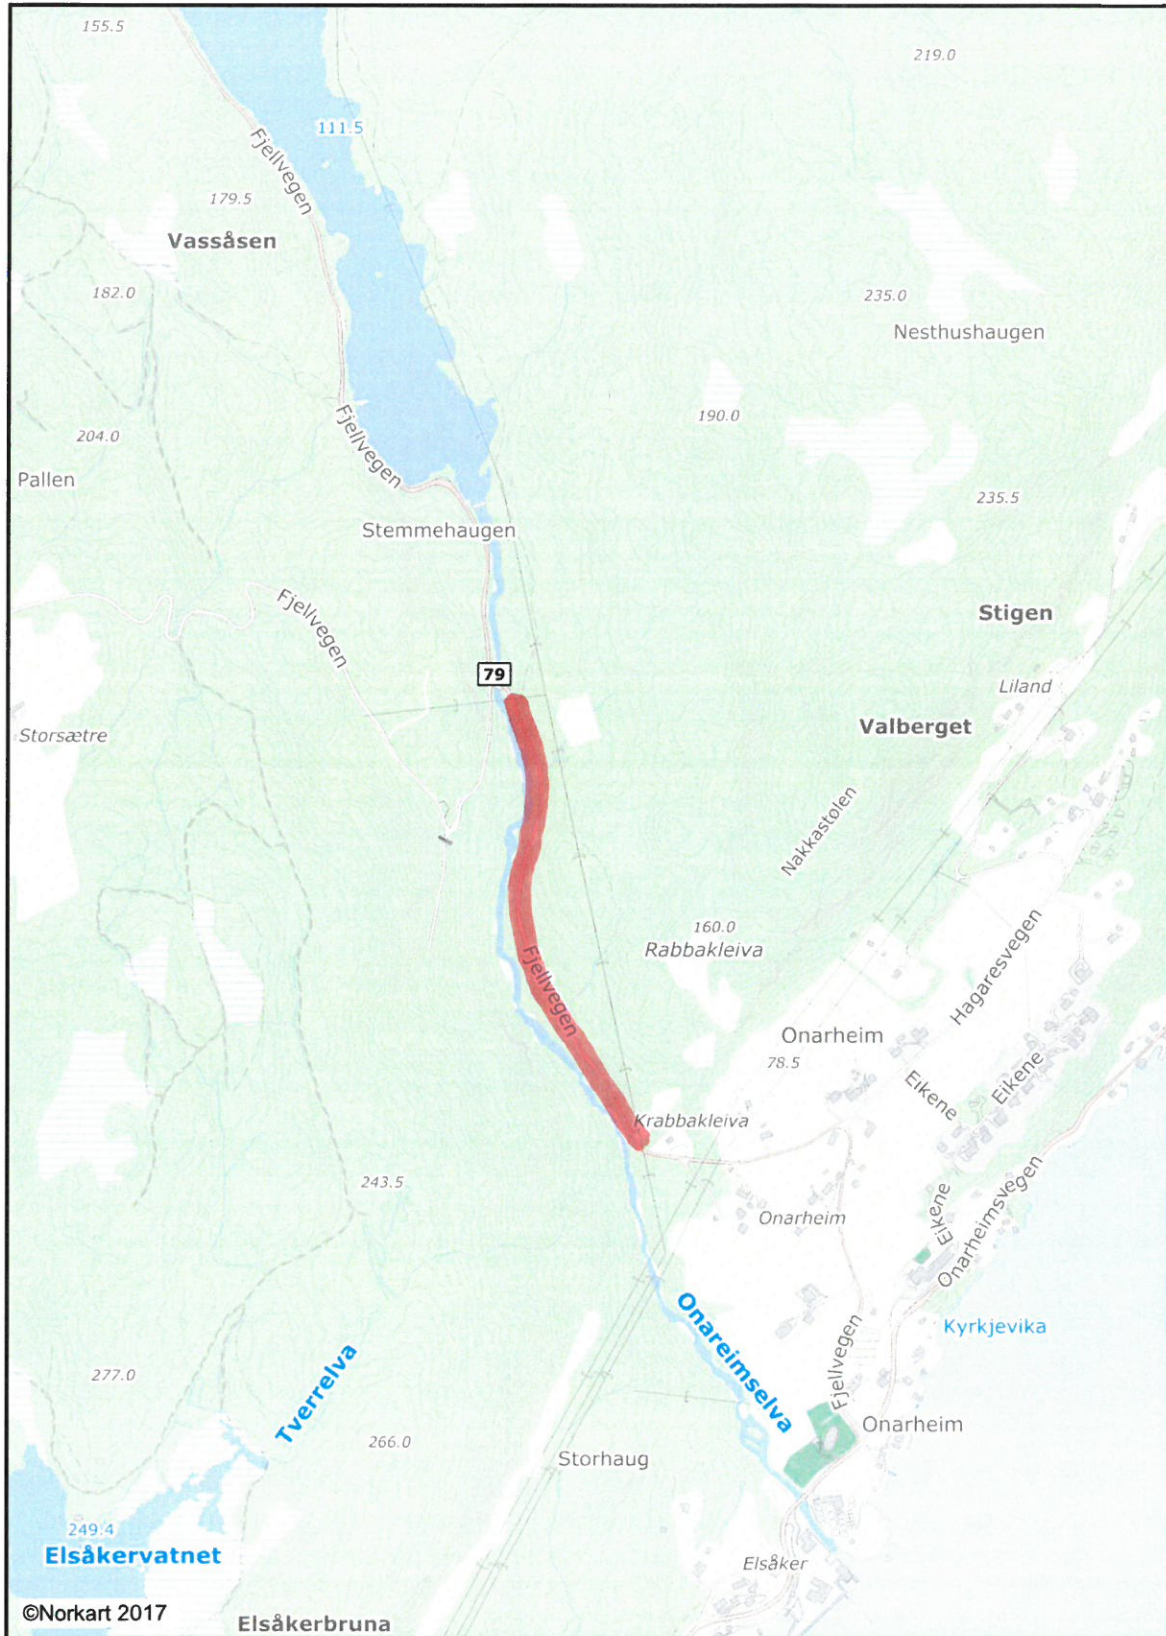 155.5
219.0
111.5
Fjellvegen
179.5
Vassåsen
182.0
235.0
Nesthushaugen
Fjellvegen
190.0
204.0
Pallen
235.5
Stemmehaugen
Fjellvegen
Stigen
79
Liland
Storsætre
Valberget
Nakkastolen
160.0
Rabbakleiva
Fjellvegen
Hagaresvegen
Onarheim
78.5
Eikene
Eikene
Krabbakleiva
243.5
Onarheim
Eikene
Onarheimsvegen
Onareimselva
Kyrkjevika
Fjellvegen
277.0
Tverrelva
266.0
Onarheim
Storhaug
249.4
Elsåkervatnet
Elsåker
©Norkart 2017
Elsåkerbruna